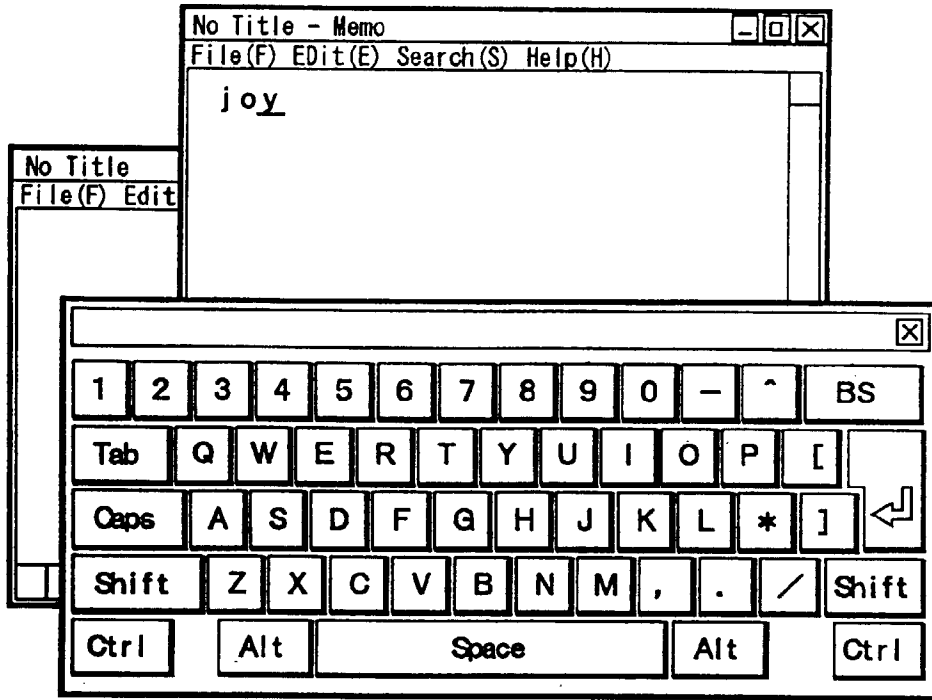 No Title - Memo
File(F) EDit(E) Search(S) Help(H)
joy
No Title
File(F) Edit
1 2 3 4 5 6 7 8 9 0 - ^ BS
Tab Q W E R T Y U I O P [
Caps A S D F G H J K L * ]
Shift Z X C V B N M , . / Shift
Ctrl Alt Space Alt Ctrl